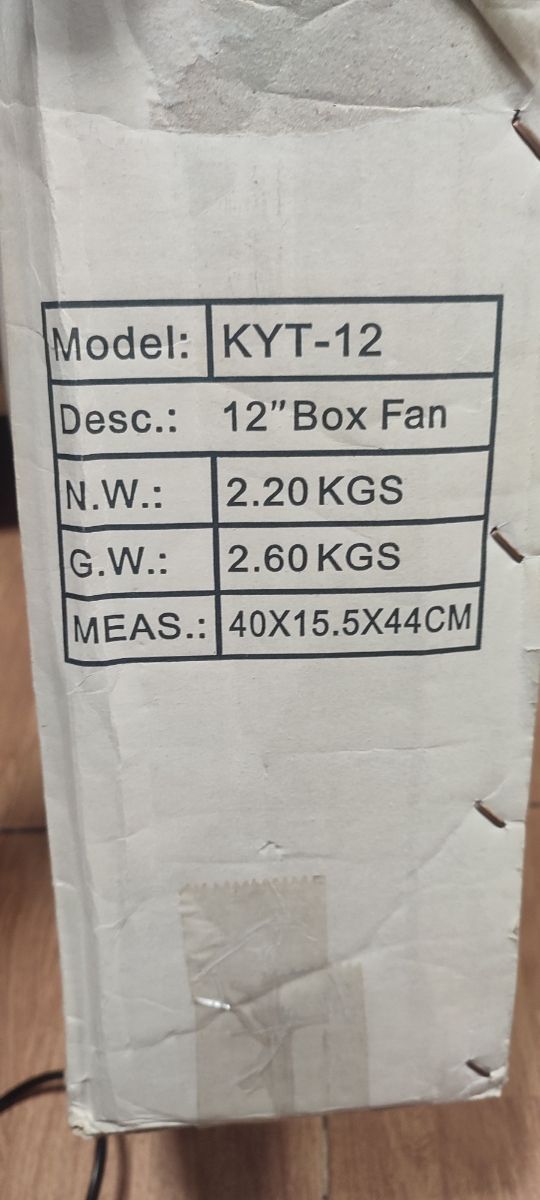 Model: KYT-12
Desc.: 12" Box Fan
N.W.: 2.20 KGS
G.W.: 2.60 KGS
MEAS.: 40X15.5X44CM